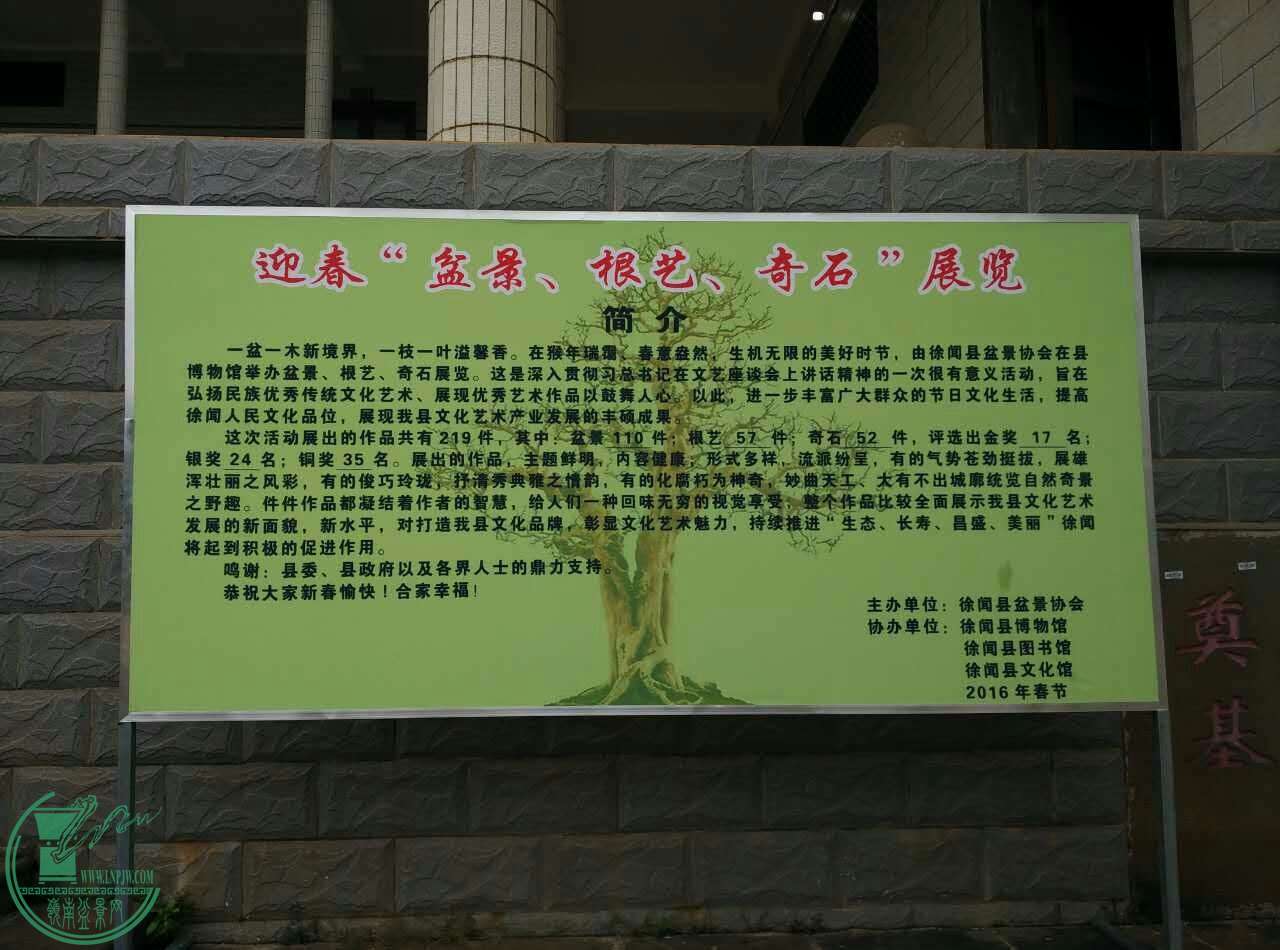 迎春“盆景、根艺、奇石”展览
简介
一盆一木新境界，一枝一叶溢馨香。在猴年瑞霭、春意盎然，生机无限的美好时节，由徐闻县盆景协会在县
博物馆举办盆景、根艺、奇石展览。这是深入贯彻习总书记在文艺座谈会上讲话精神的一次很有意义活动，旨在
弘扬民族优秀传统文化艺术、展现优秀艺术作品以鼓舞人心。以此，进一步丰富广大群众的节日文化生活，提高
徐闻人民文化品位，展现我县文化艺术产业发展的丰硕成果。
这次活动展出的作品共有219件，其中：盆景110件；根艺 57 件；奇石 52 件，评选出金奖 17 名；
银奖 24 名；铜奖 35 名。展出的作品，主题鲜明，内容健康，形式多样，流派纷呈，有的气势苍劲挺拔，展雄
浑壮丽之风彩，有的俊巧玲珑，抒清秀典雅之情韵，有的化腐朽为神奇，妙曲天工、大有不出城廓统览自然奇景
之野趣。件件作品都凝结着作者的智慧，给人们一种回味无穷的视觉享受，整个作品比较全面展示我县文化艺术
发展的新面貌，新水平，对打造我县文化品牌，彰显文化艺术魅力，持续推进“生态、长寿、昌盛、美丽”徐闻
将起到积极的促进作用。
鸣谢：县委、县政府以及各界人士的鼎力支持。
恭祝大家新春愉快！合家幸福！
主办单位：徐闻县盆景协会
协办单位：徐闻县博物馆
徐闻县图书馆
徐闻县文化馆
2016年春节
奠基
WWW.LNPJW.COM
岭南盆景网